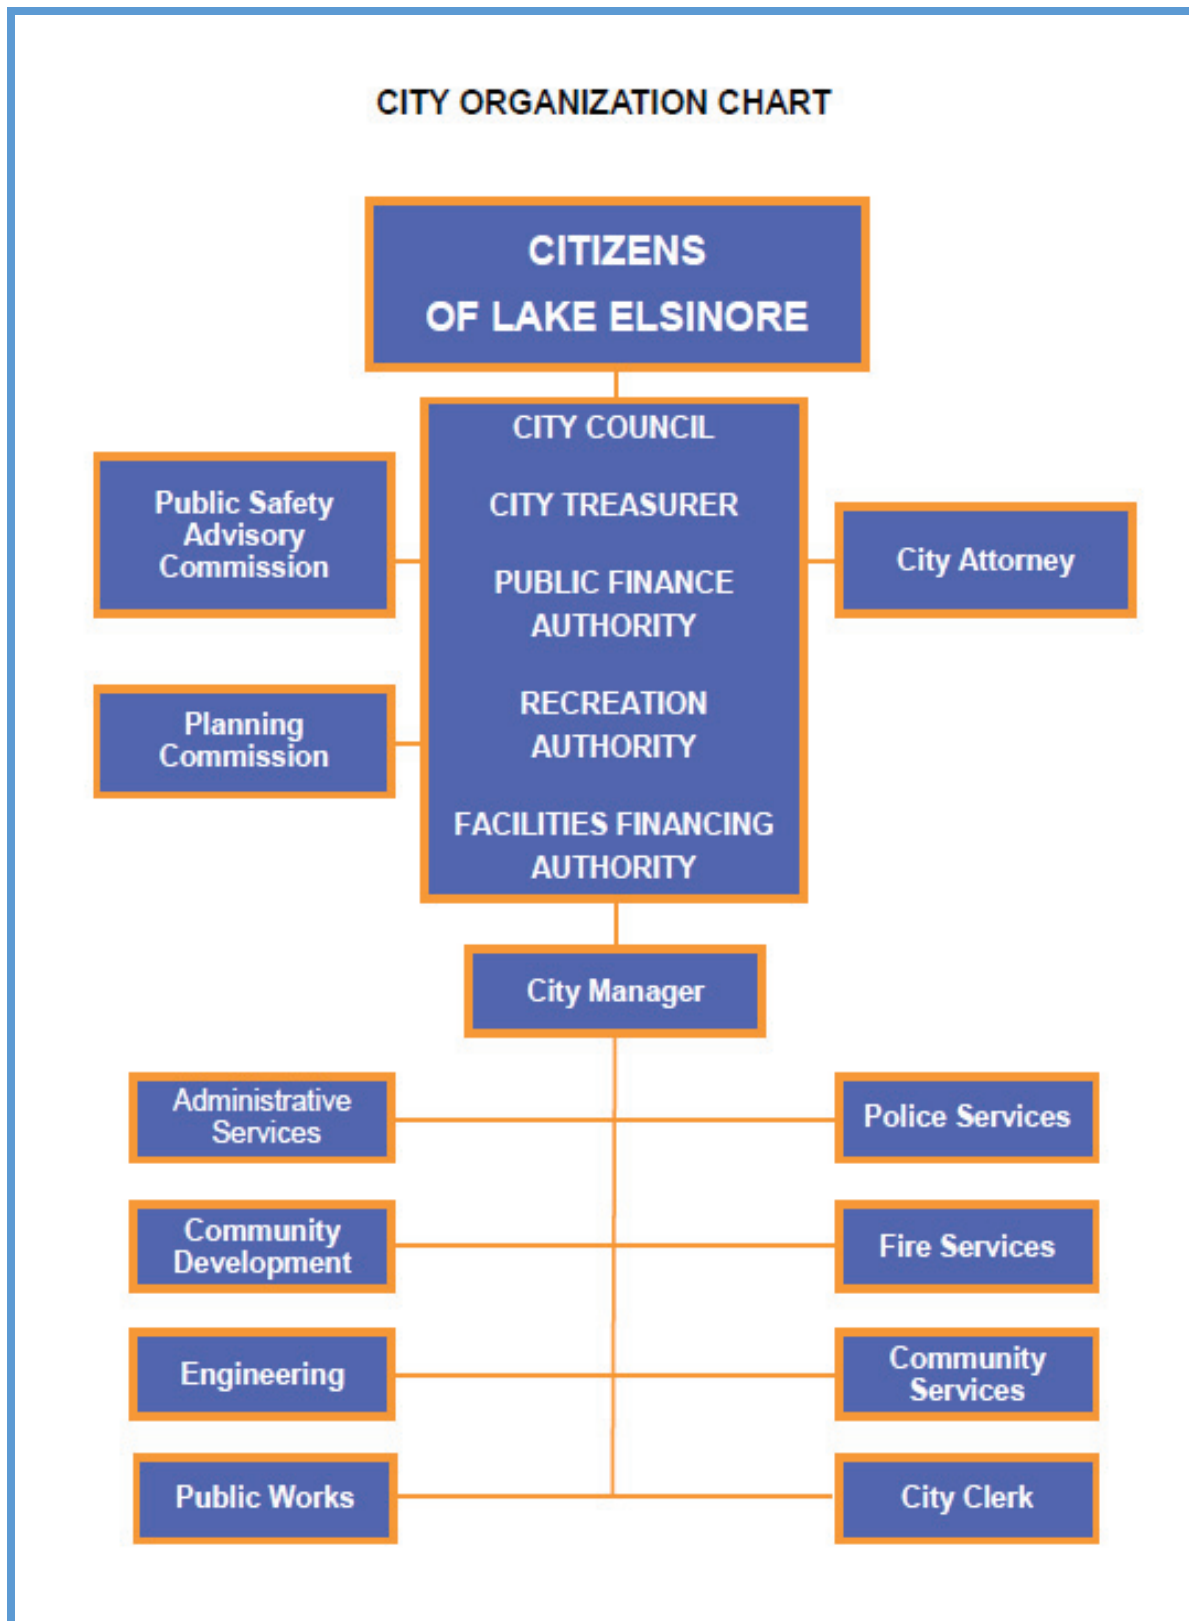 CITY ORGANIZATION CHART
CITIZENS
OF LAKE ELSINORE
CITY COUNCIL
CITY TREASURER
PUBLIC FINANCE
AUTHORITY
RECREATION
AUTHORITY
FACILITIES FINANCING
AUTHORITY
Public Safety
Advisory
Commission
Planning
Commission
City Attorney
City Manager
Administrative
Services
Police Services
Community
Development
Fire Services
Engineering
Community
Services
Public Works
City Clerk